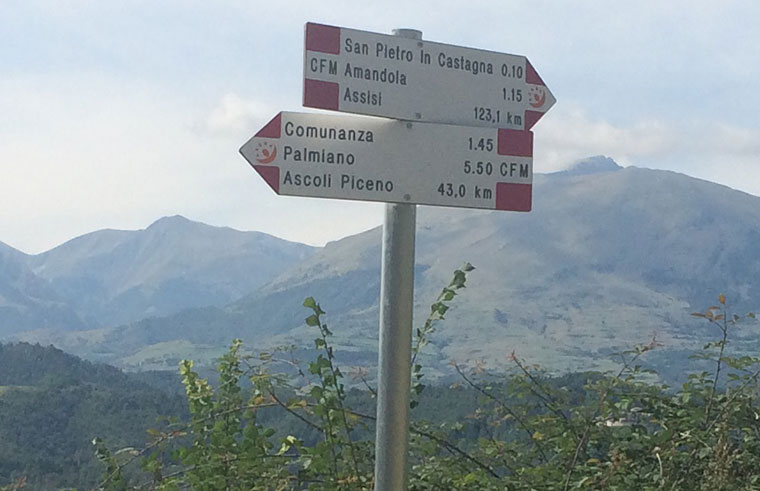 San Pietro In Castagna 0.10
CFM Amandola 1.15
Assisi 123,1 km
Comunanza 1.45
Palmiano 5.50 CFM
Ascoli Piceno 43,0 km